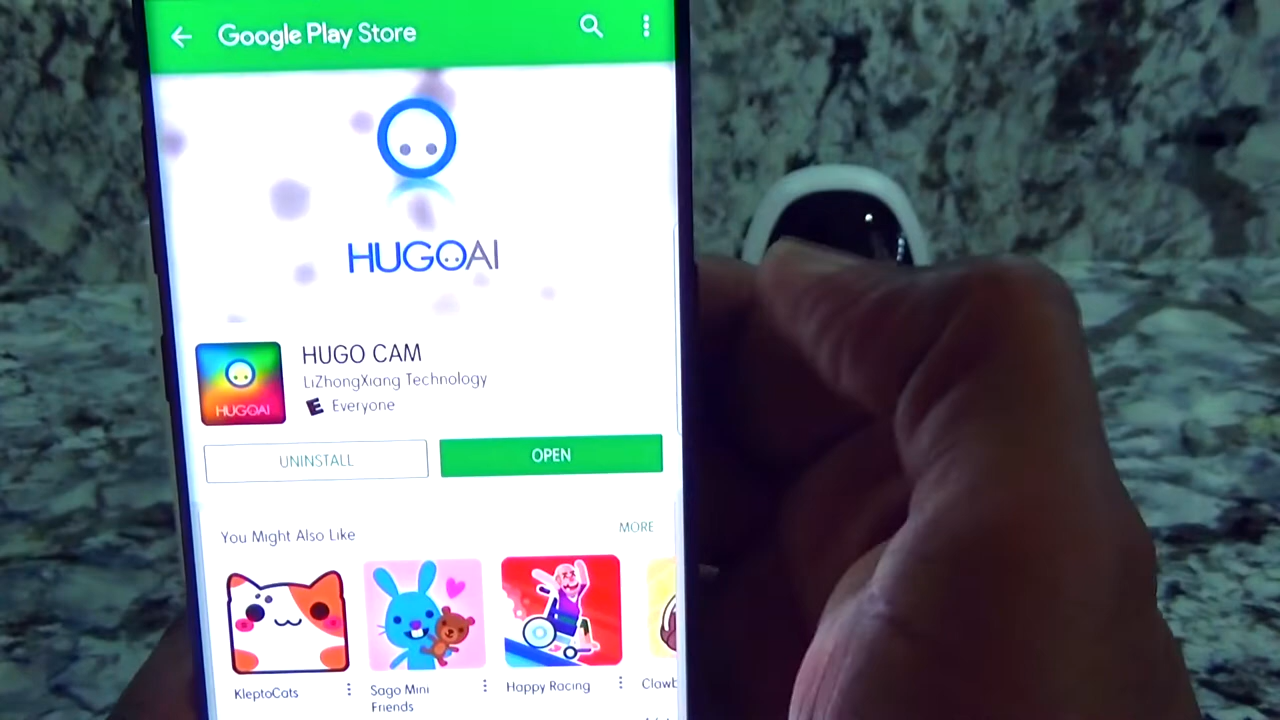 Google Play Store
HUGOAI
HUGO CAM
LiZhongXiang Technology
E Everyone
HUGOAI
UNINSTALL
OPEN
You Might Also Like
MORE
KleptoCats
Sago Mini
Friends
Happy Racing
Clawb